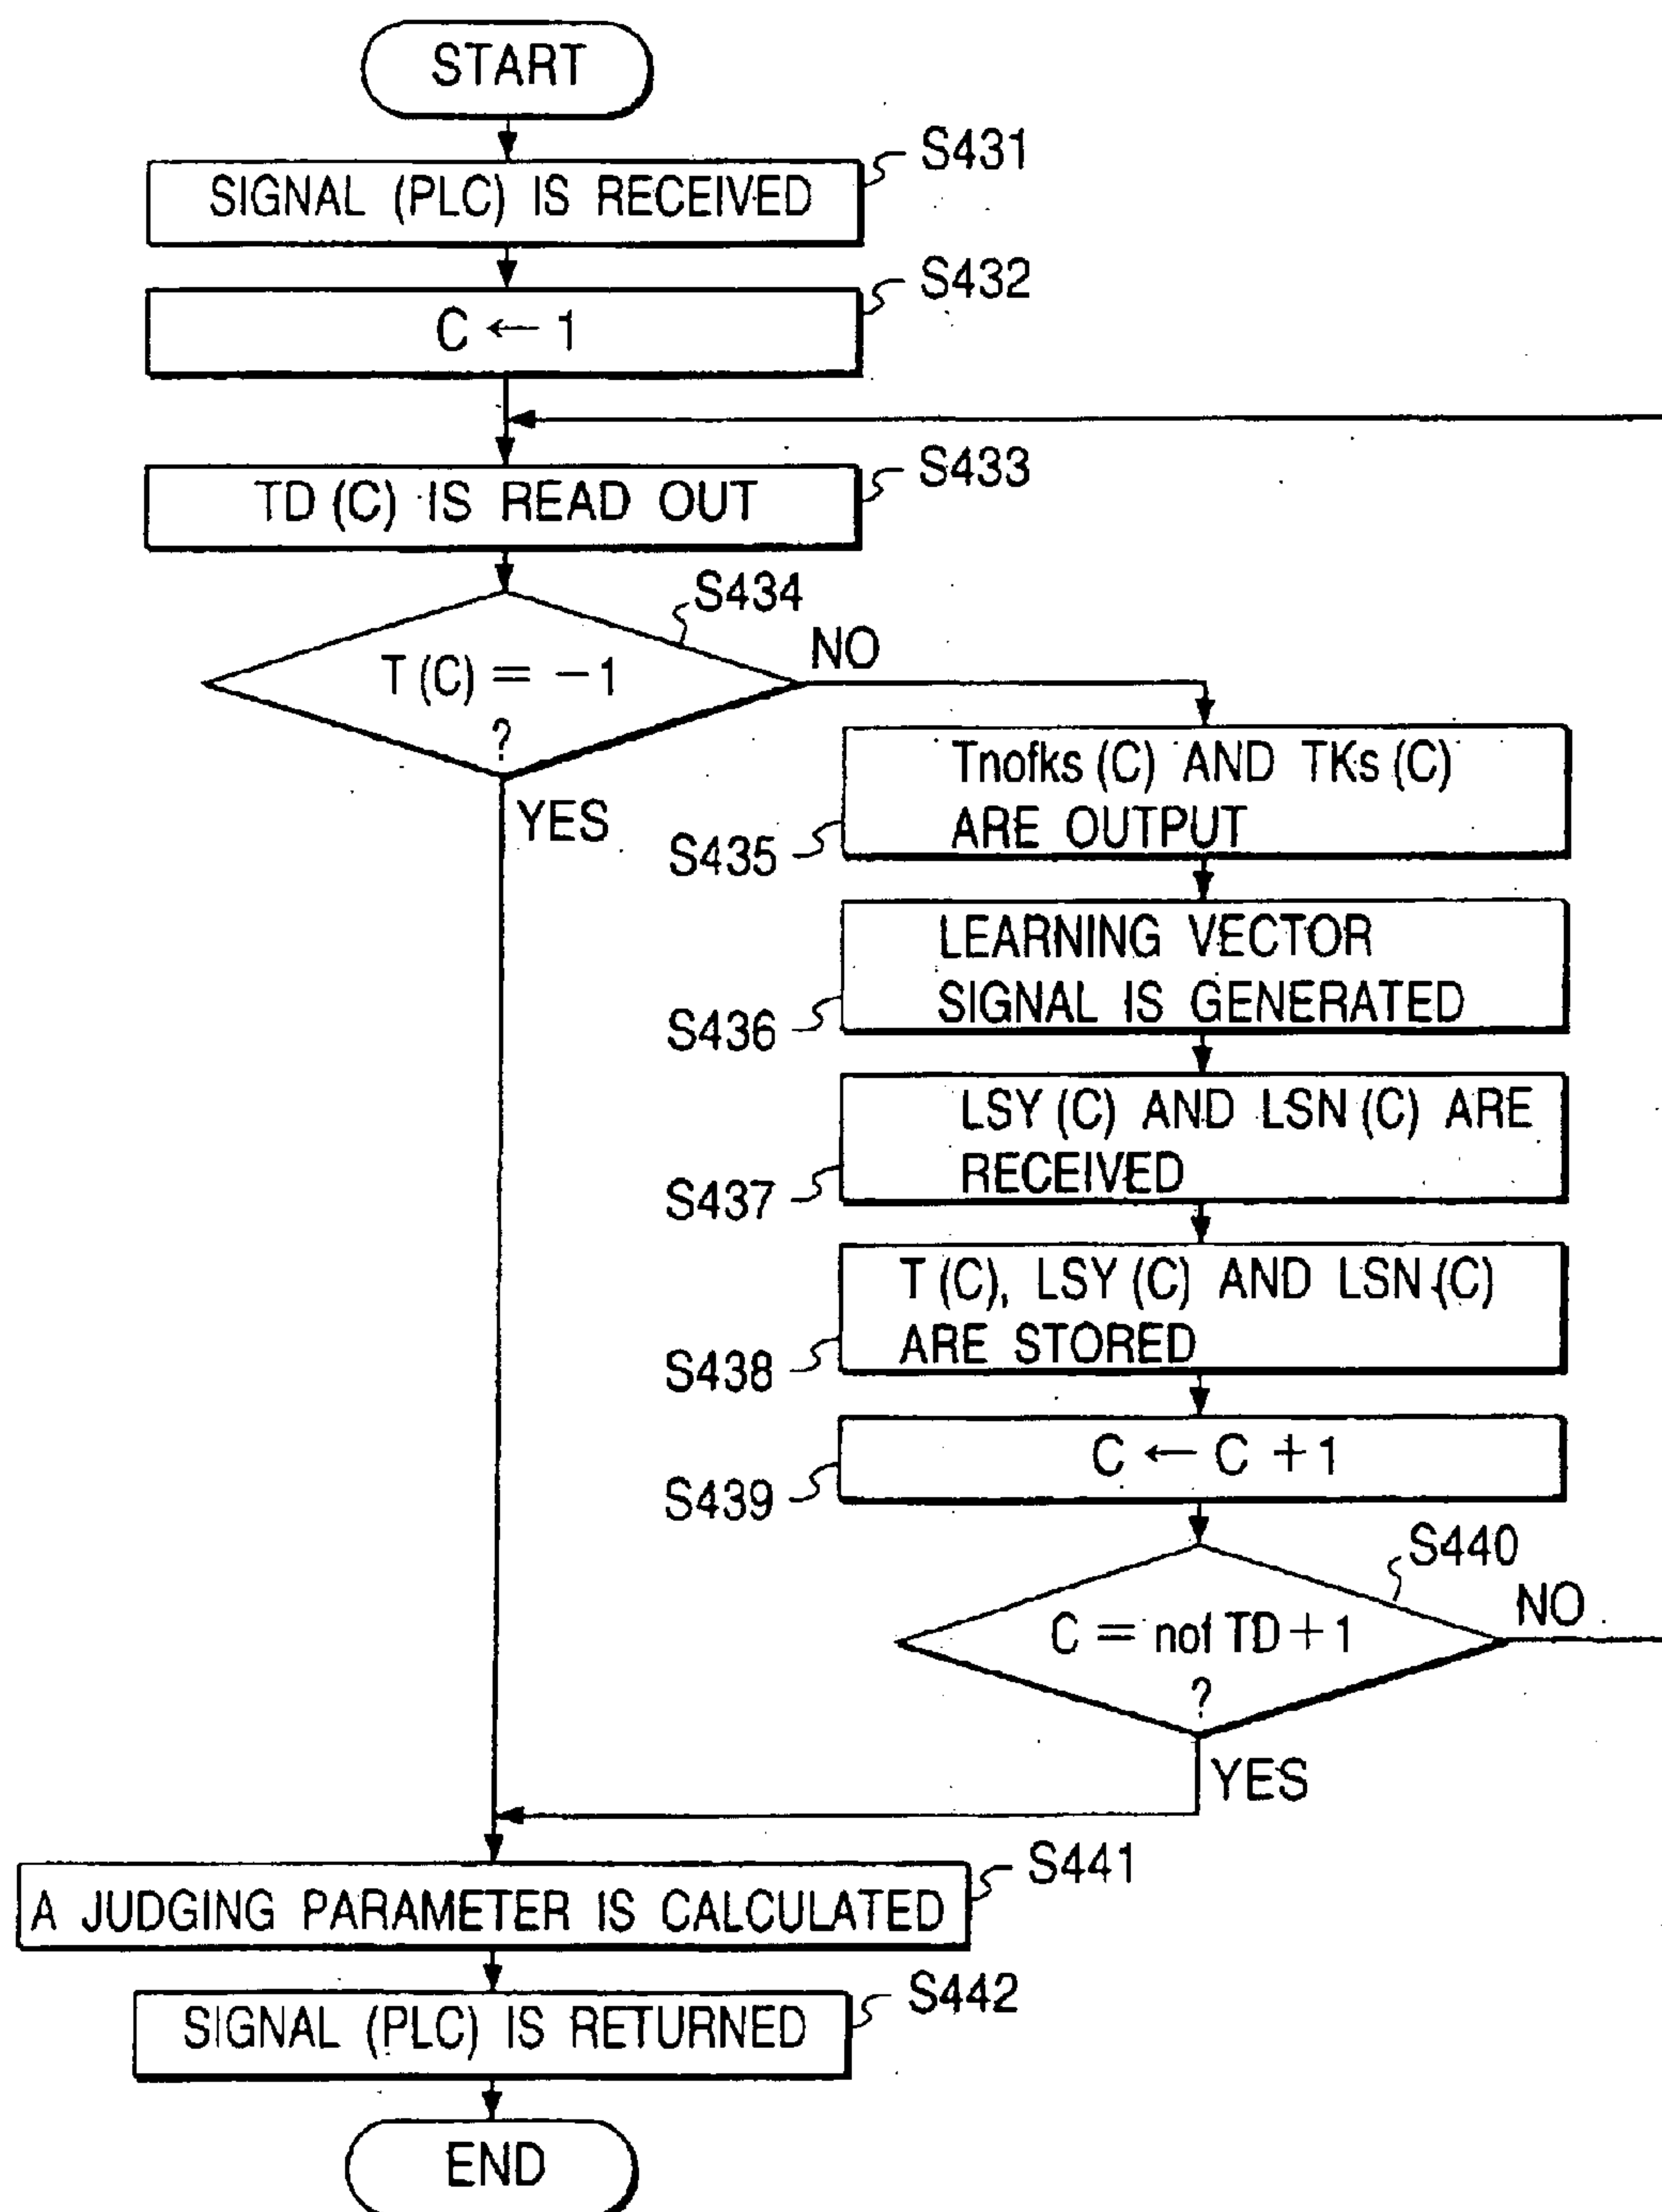 START
S431
SIGNAL (PLC) IS RECEIVED
S432
C ← 1
S433
TD (C) IS READ OUT
S434
T (C) = −1
?
NO
YES
Tnofks (C) AND TKs (C)
ARE OUTPUT
S435
LEARNING VECTOR
SIGNAL IS GENERATED
S436
LSY (C) AND LSN (C) ARE
RECEIVED
S437
T (C), LSY (C) AND LSN (C)
ARE STORED
S438
C ← C + 1
S439
S440
C = nof TD + 1
?
NO
YES
S441
A JUDGING PARAMETER IS CALCULATED
S442
SIGNAL (PLC) IS RETURNED
END